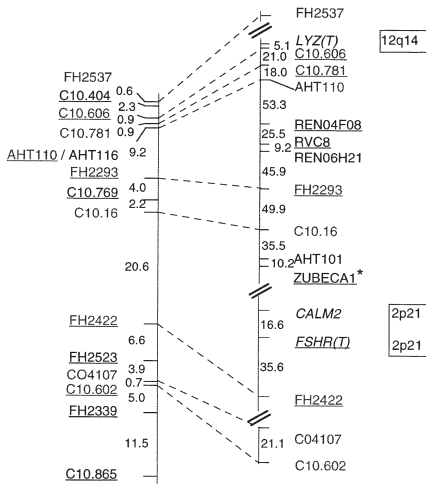 FH2537
LYZ(T) 12q14
5.1
21.0 C10.606
18.0 C10.781
AHT110
53.3
REN04F08
25.5
RVC8
9.2
REN06H21
45.9
FH2293
49.9
C10.16
35.5
AHT101
10.2
ZUBECA1*
CALM2 2p21
16.6
FSHR(T) 2p21
35.6
FH2422
C04107
21.1
C10.602
FH2537
0.6
C10.404
2.3
C10.606
0.9
C10.781 0.9
AHT110 / AHT116 9.2
FH2293
4.0
C10.769
2.2
C10.16
20.6
FH2422
6.6
FH2523
3.9
CO4107
0.7
C10.602
5.0
FH2339
11.5
C10.865